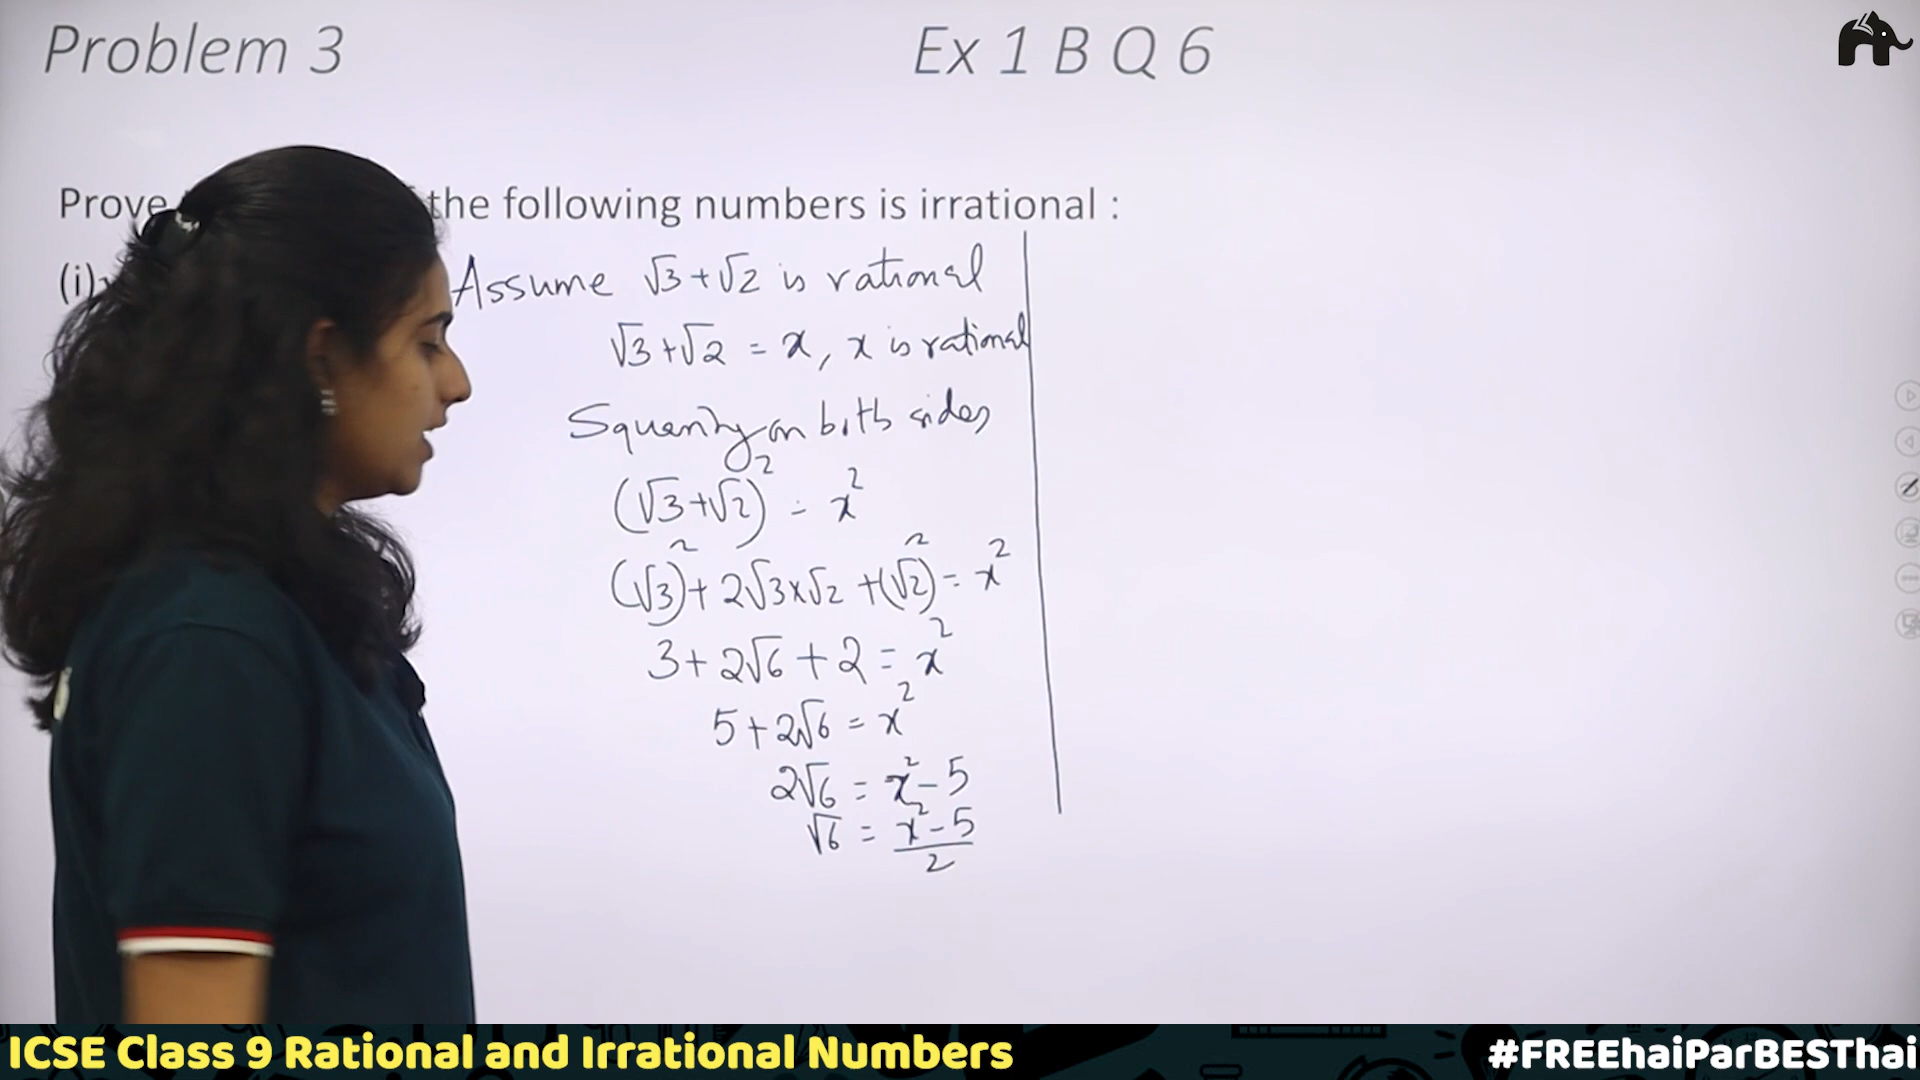 Problem 3
Ex 1 B Q 6
Prove the following numbers is irrational :
(i)
Assume √3+√2 is rational
√3+√2 = x, x is rational
Squaring on both sides
(√3+√2)² = x²
(√3)²+2√3×√2+(√2)²=x²
3+2√6+2=x²
5+2√6=x²
2√6=x²-5
√6=x²-5
2
ICSE Class 9 Rational and Irrational Numbers
#FREEhaiParBESThai